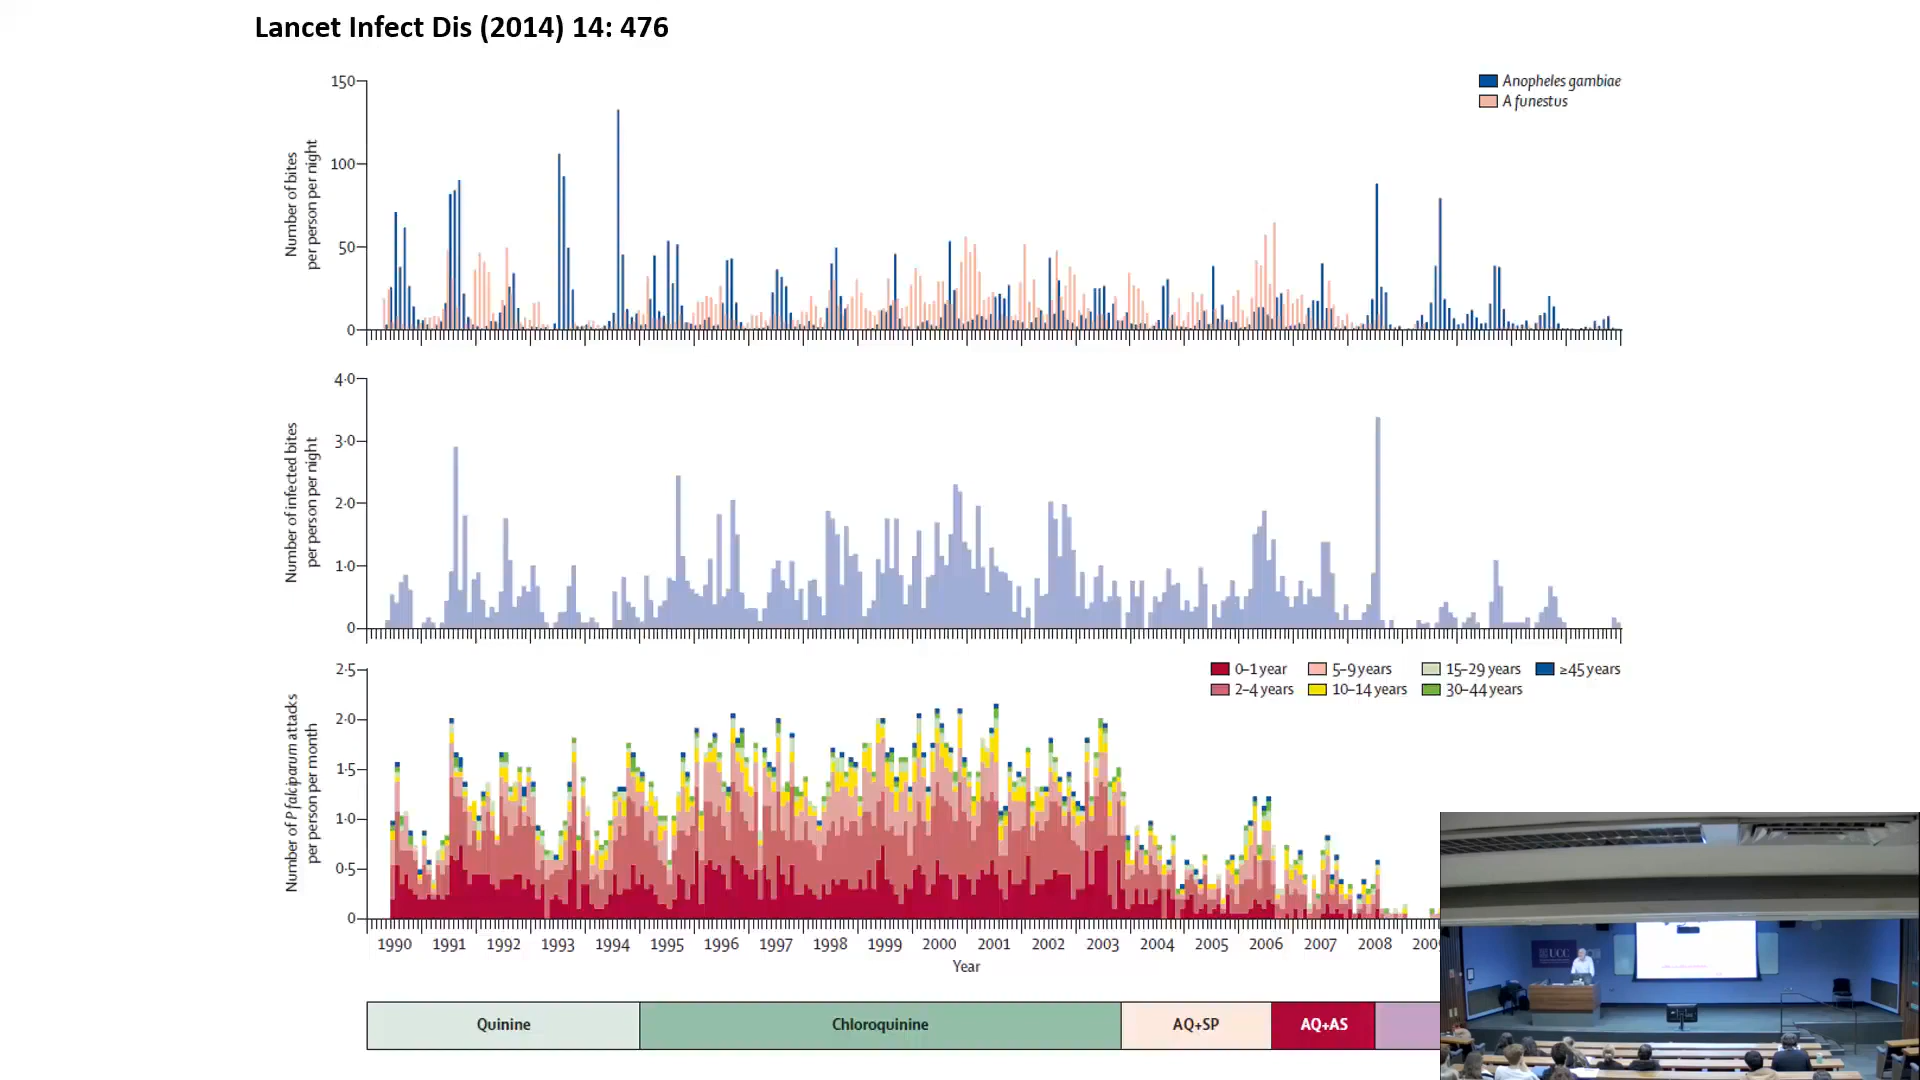 Lancet Infect Dis (2014) 14: 476
Number of bites
per person per night
150
100
50
0
Anopheles gambiae
A funestus
Number of infected bites
per person per night
4·0
3·0
2·0
1·0
0
Number of P falciparum attacks
per person per month
2·5
2·0
1·5
1·0
0·5
0
0–1 year
5–9 years
15–29 years
≥45 years
2–4 years
10–14 years
30–44 years
1990 1991 1992 1993 1994 1995 1996 1997 1998 1999 2000 2001 2002 2003 2004 2005 2006 2007 2008
Year
Quinine
Chloroquinine
AQ+SP
AQ+AS
UCC